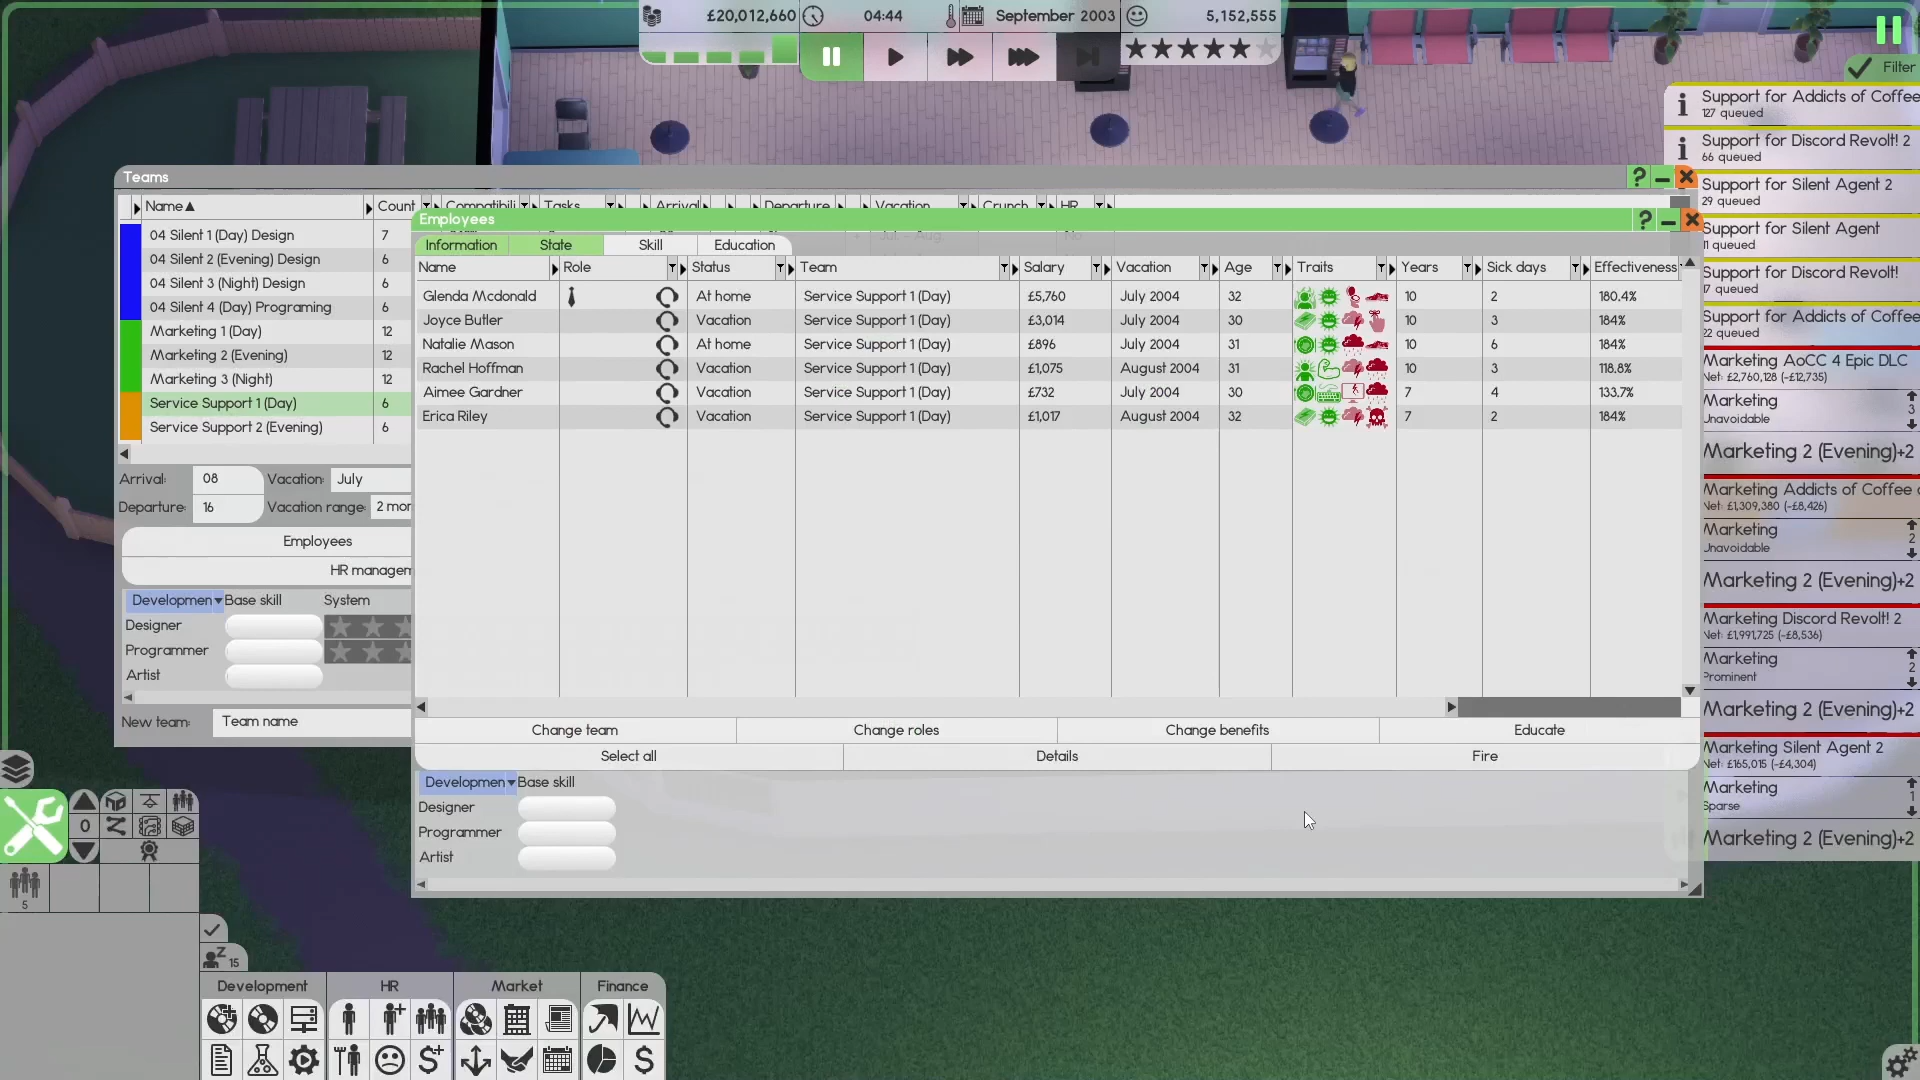 £20,012,660
04:44
September 2003
5,152,555
Filter
Support for Addicts of Coffee
127 queued
Support for Discord Revolt! 2
66 queued
Support for Silent Agent 2
29 queued
Support for Silent Agent
11 queued
Support for Discord Revolt!
17 queued
Support for Addicts of Coffee
22 queued
Marketing AoCC 4 Epic DLC
Net: £2,760,128 (-£12,735)
Marketing
Unavoidable
3
Marketing 2 (Evening)+2
Marketing Addicts of Coffee
Net: £1,309,380 (-£8,426)
Marketing
Unavoidable
2
Marketing 2 (Evening)+2
Marketing Discord Revolt! 2
Net: £1,991,725 (-£8,536)
Marketing
Prominent
2
Marketing 2 (Evening)+2
Marketing Silent Agent 2
Net: £165,015 (-£4,304)
Marketing
Sparse
1
Marketing 2 (Evening)+2
Teams
?
Name Count Compatibili Tasks Arrival Departure Vacation Crunch HR
04 Silent 1 (Day) Design 7
04 Silent 2 (Evening) Design 6
04 Silent 3 (Night) Design 6
04 Silent 4 (Day) Programing 6
Marketing 1 (Day) 12
Marketing 2 (Evening) 12
Marketing 3 (Night) 12
Service Support 1 (Day) 6
Service Support 2 (Evening) 6
Arrival: 08 Vacation: July
Departure: 16 Vacation range: 2 mon
Employees
HR managem
Developmen Base skill System
Designer
Programmer
Artist
New team: Team name
Employees
?
Information State Skill Education
Name Role Status Team Salary Vacation Age Traits Years Sick days Effectiveness
Glenda Mcdonald At home Service Support 1 (Day) £5,760 July 2004 32 10 2 180.4%
Joyce Butler Vacation Service Support 1 (Day) £3,014 July 2004 30 10 3 184%
Natalie Mason At home Service Support 1 (Day) £896 July 2004 31 10 6 184%
Rachel Hoffman Vacation Service Support 1 (Day) £1,075 August 2004 31 10 3 118.8%
Aimee Gardner Vacation Service Support 1 (Day) £732 July 2004 30 7 4 133.7%
Erica Riley Vacation Service Support 1 (Day) £1,017 August 2004 32 7 2 184%
Change team Change roles Change benefits Educate
Select all Details Fire
Developmen Base skill
Designer
Programmer
Artist
0
5
15
Development HR Market Finance